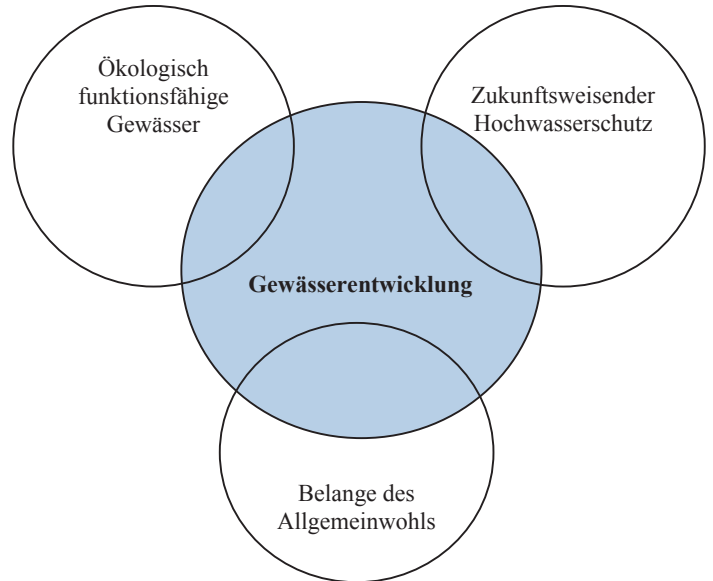 Ökologisch
funktionsfähige
Gewässer
Zukunftsweisender
Hochwasserschutz
Gewässerentwicklung
Belange des
Allgemeinwohls